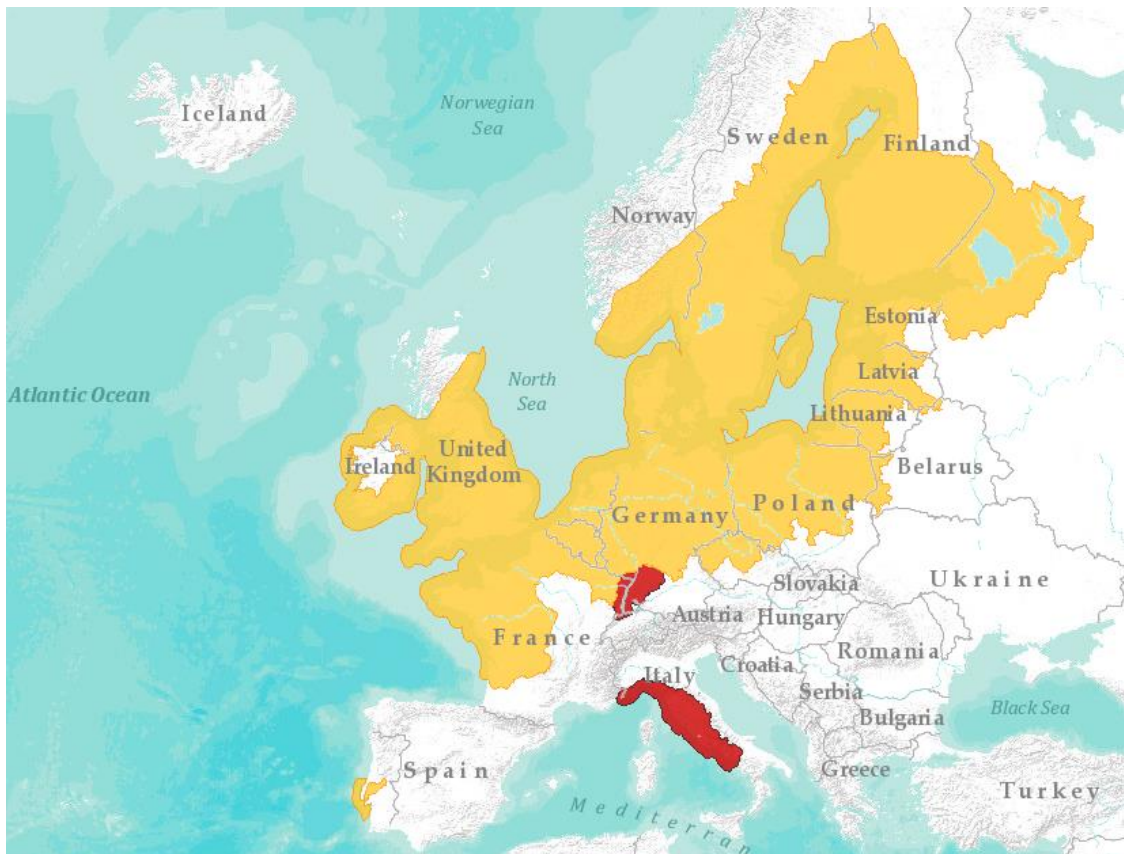 Iceland
Norwegian
Sea
Sweden
Finland
Norway
Estonia
Latvia
Lithuania
North
Sea
Atlantic Ocean
Ireland
United
Kingdom
Belarus
Germany
Poland
Ukraine
Slovakia
Austria
Hungary
France
Romania
Croatia
Italy
Serbia
Bulgaria
Black Sea
Spain
Greece
Turkey
Mediterran